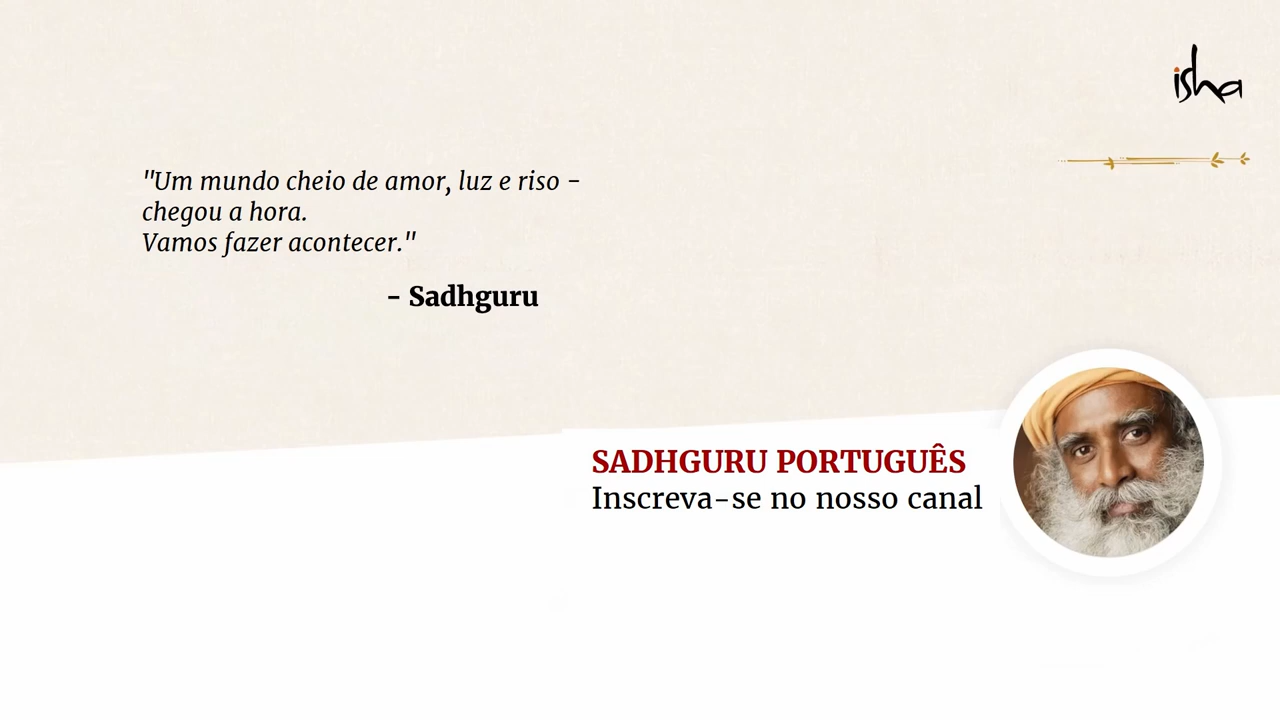 isha
"Um mundo cheio de amor, luz e riso –
chegou a hora.
Vamos fazer acontecer."
– Sadhguru
SADHGURU PORTUGUÊS
Inscreva-se no nosso canal